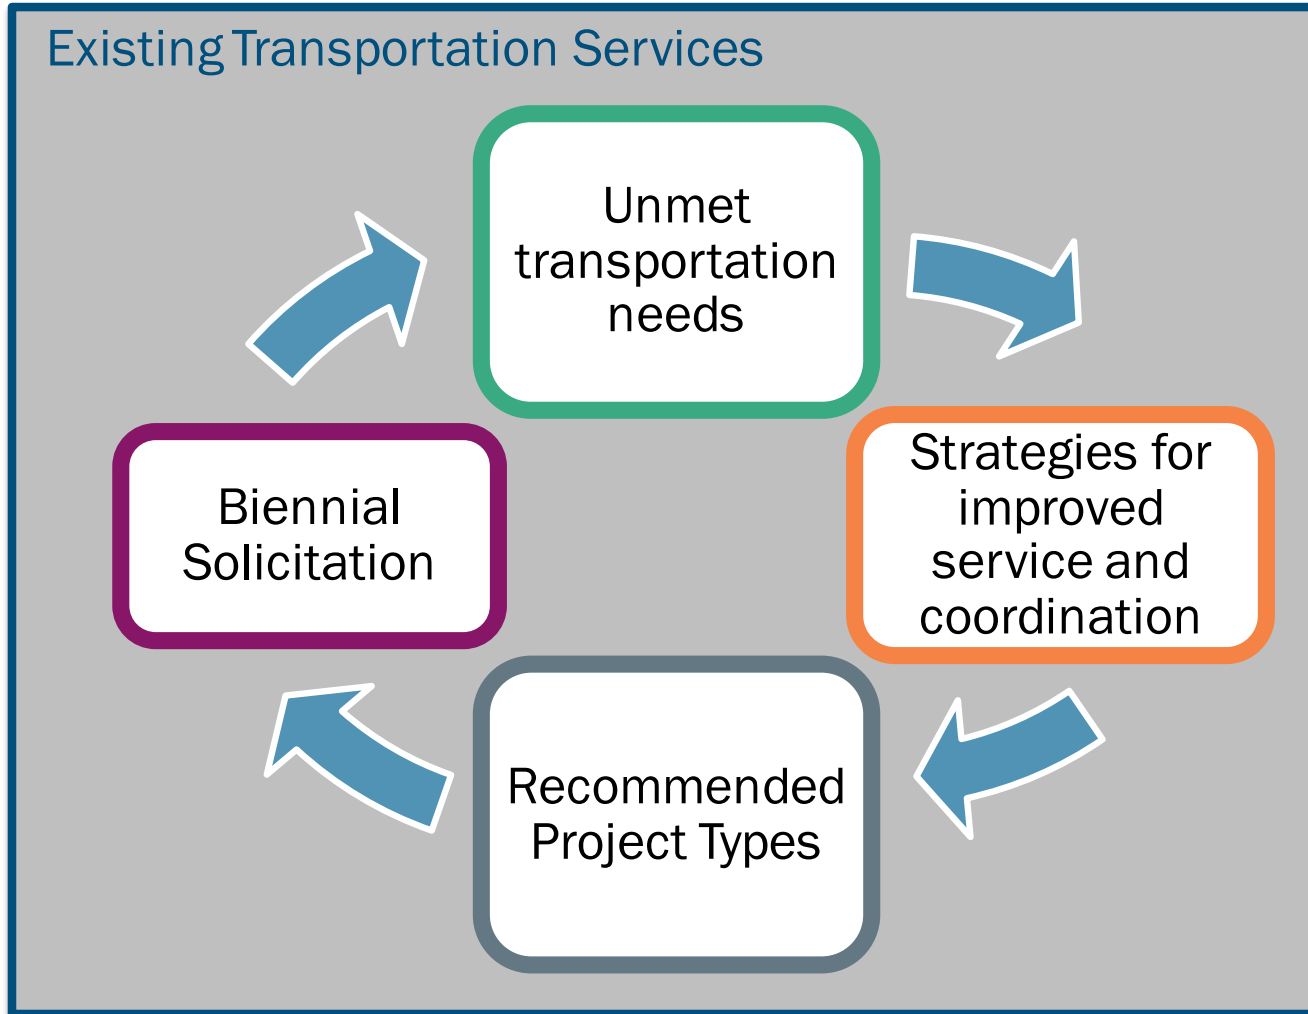 Existing Transportation Services
Unmet
transportation
needs
Strategies for
improved
service and
coordination
Recommended
Project Types
Biennial
Solicitation